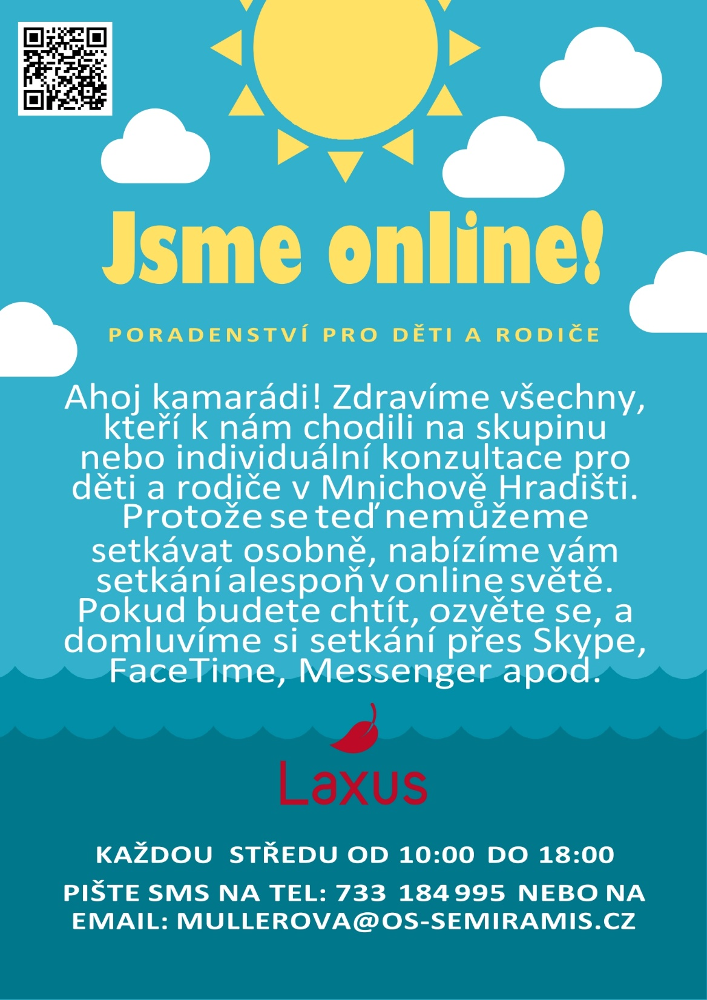 Jsme online!
PORADENSTVÍ PRO DĚTI A RODIČE
Ahoj kamarádi! Zdravíme všechny,
kteří k nám chodili na skupinu
nebo individuální konzultace pro
děti a rodiče v Mnichově Hradišti.
Protože se teď nemůžeme
setkávat osobně, nabízíme vám
setkání alespoň v online světě.
Pokud budete chtít, ozvěte se, a
domluvíme si setkání přes Skype,
FaceTime, Messenger apod.
Laxus
KAŽDOU STŘEDU OD 10:00 DO 18:00
PIŠTE SMS NA TEL: 733 184 995 NEBO NA
EMAIL: MULLEROVA@OS-SEMIRAMIS.CZ